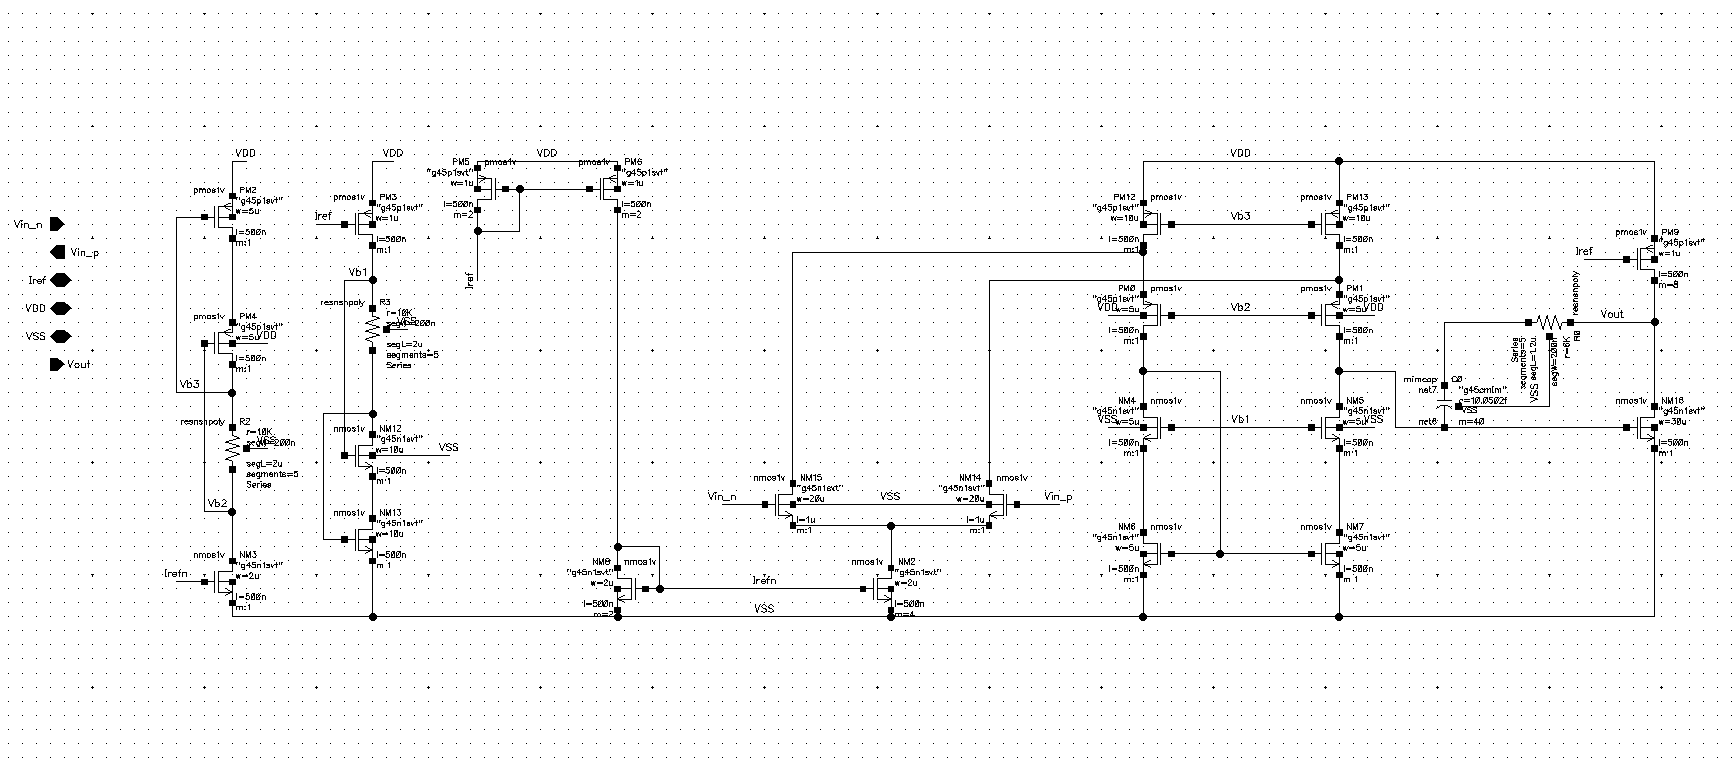 Vin_n
Vin_p
Iref
VDD
VSS
Vout
VDD
PM2
pmos1v
"g45p1svt"
w=5u
l=500n
m:1
PM4
pmos1v
"g45p1svt"
w=5u
VDD
l=500n
m:1
Vb3
R2
resnsnpoly
r=10K
segW=200n
VSS
segL=2u
segments=5
Series
Vb2
NM3
nmos1v
"g45n1svt"
w=2u
Irefn
l=500n
m:1
VDD
PM3
pmos1v
"g45p1svt"
w=1u
Iref
l=500n
m:1
Vb1
R3
resnsnpoly
r=10K
segW=200n
VSS
segL=2u
segments=5
Series
NM12
nmos1v
"g45n1svt"
w=10u
VSS
l=500n
m:1
NM13
nmos1v
"g45n1svt"
w=10u
l=500n
m:1
VDD
PM5
pmos1v
"g45p1svt"
w=1u
l=500n
m=2
Iref
PM6
pmos1v
"g45p1svt"
w=1u
l=500n
m=2
NM8
nmos1v
"g45n1svt"
w=2u
l=500n
m=2
VSS
Irefn
NM2
nmos1v
"g45n1svt"
w=2u
l=500n
m=4
NM15
nmos1v
"g45n1svt"
w=20u
Vin_n
l=1u
m:1
VSS
NM14
nmos1v
"g45n1svt"
w=20u
Vin_p
l=1u
m:1
VDD
PM12
pmos1v
"g45p1svt"
w=10u
l=500n
m:1
Vb3
PM13
pmos1v
"g45p1svt"
w=10u
l=500n
m:1
PM0
pmos1v
"g45p1svt"
VDD
w=5u
l=500n
m:1
Vb2
PM1
pmos1v
"g45p1svt"
w=5u
VDD
l=500n
m:1
NM4
nmos1v
"g45n1svt"
VSS
w=5u
l=500n
m:1
Vb1
NM5
nmos1v
"g45n1svt"
w=5u
VSS
l=500n
m:1
NM6
nmos1v
"g45n1svt"
w=5u
l=500n
m:1
NM7
nmos1v
"g45n1svt"
w=5u
l=500n
m:1
mimcap
C0
net7
"g45cmim"
c=10.0502f
VSS
net6
m=40
resnsnpoly
R0
r=6K
segW=200n
VSS
segL=1.2u
segments=5
Series
Vout
PM9
pmos1v
"g45p1svt"
w=1u
Iref
l=500n
m=8
NM16
nmos1v
"g45n1svt"
w=30u
l=500n
m:1